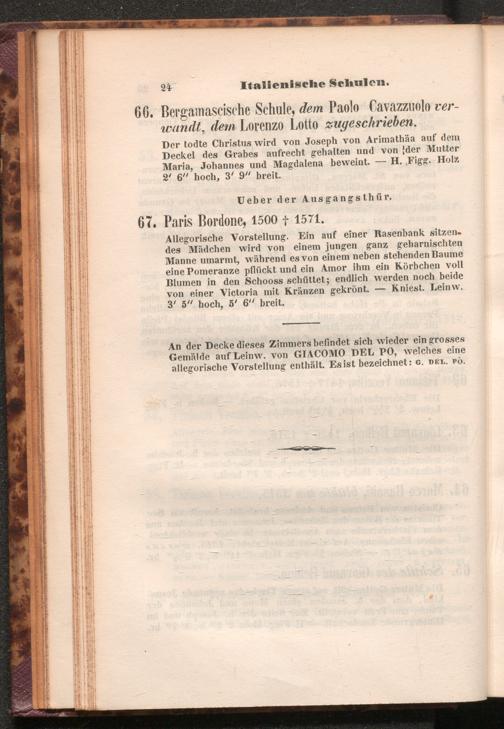 24 Italienische Schulen.
66. Bergamascische Schule, dem Paolo Cavazzuolo ver-
wandt, dem Lorenzo Lotto zugeschrieben.
Der todte Christus wird von Joseph von Arimathäa auf dem
Deckel des Grabes aufrecht gehalten und von der Mutter
Maria, Johannes und Magdalena beweint. — H. Figg. Holz
2' 6" hoch, 3' 9" breit.
Ueber der Ausgangsthür.
67. Paris Bordone, 1500 † 1571.
Allegorische Vorstellung. Ein auf einer Rasenbank sitzen-
des Mädchen wird von einem jungen ganz geharnischten
Manne umarmt, während es von einem neben stehenden Baume
eine Pomeranze pflückt und ein Amor ihm ein Körbchen voll
Blumen in den Schooss schüttet; endlich werden noch beide
von einer Victoria mit Kränzen gekrönt. — Kniest. Leinw.
3' 5" hoch, 5' 6" breit.
An der Decke dieses Zimmers befindet sich wieder ein grosses
Gemälde auf Leinw. von GIACOMO DEL PO, welches eine
allegorische Vorstellung enthält. Es ist bezeichnet: G. DEL. PO.